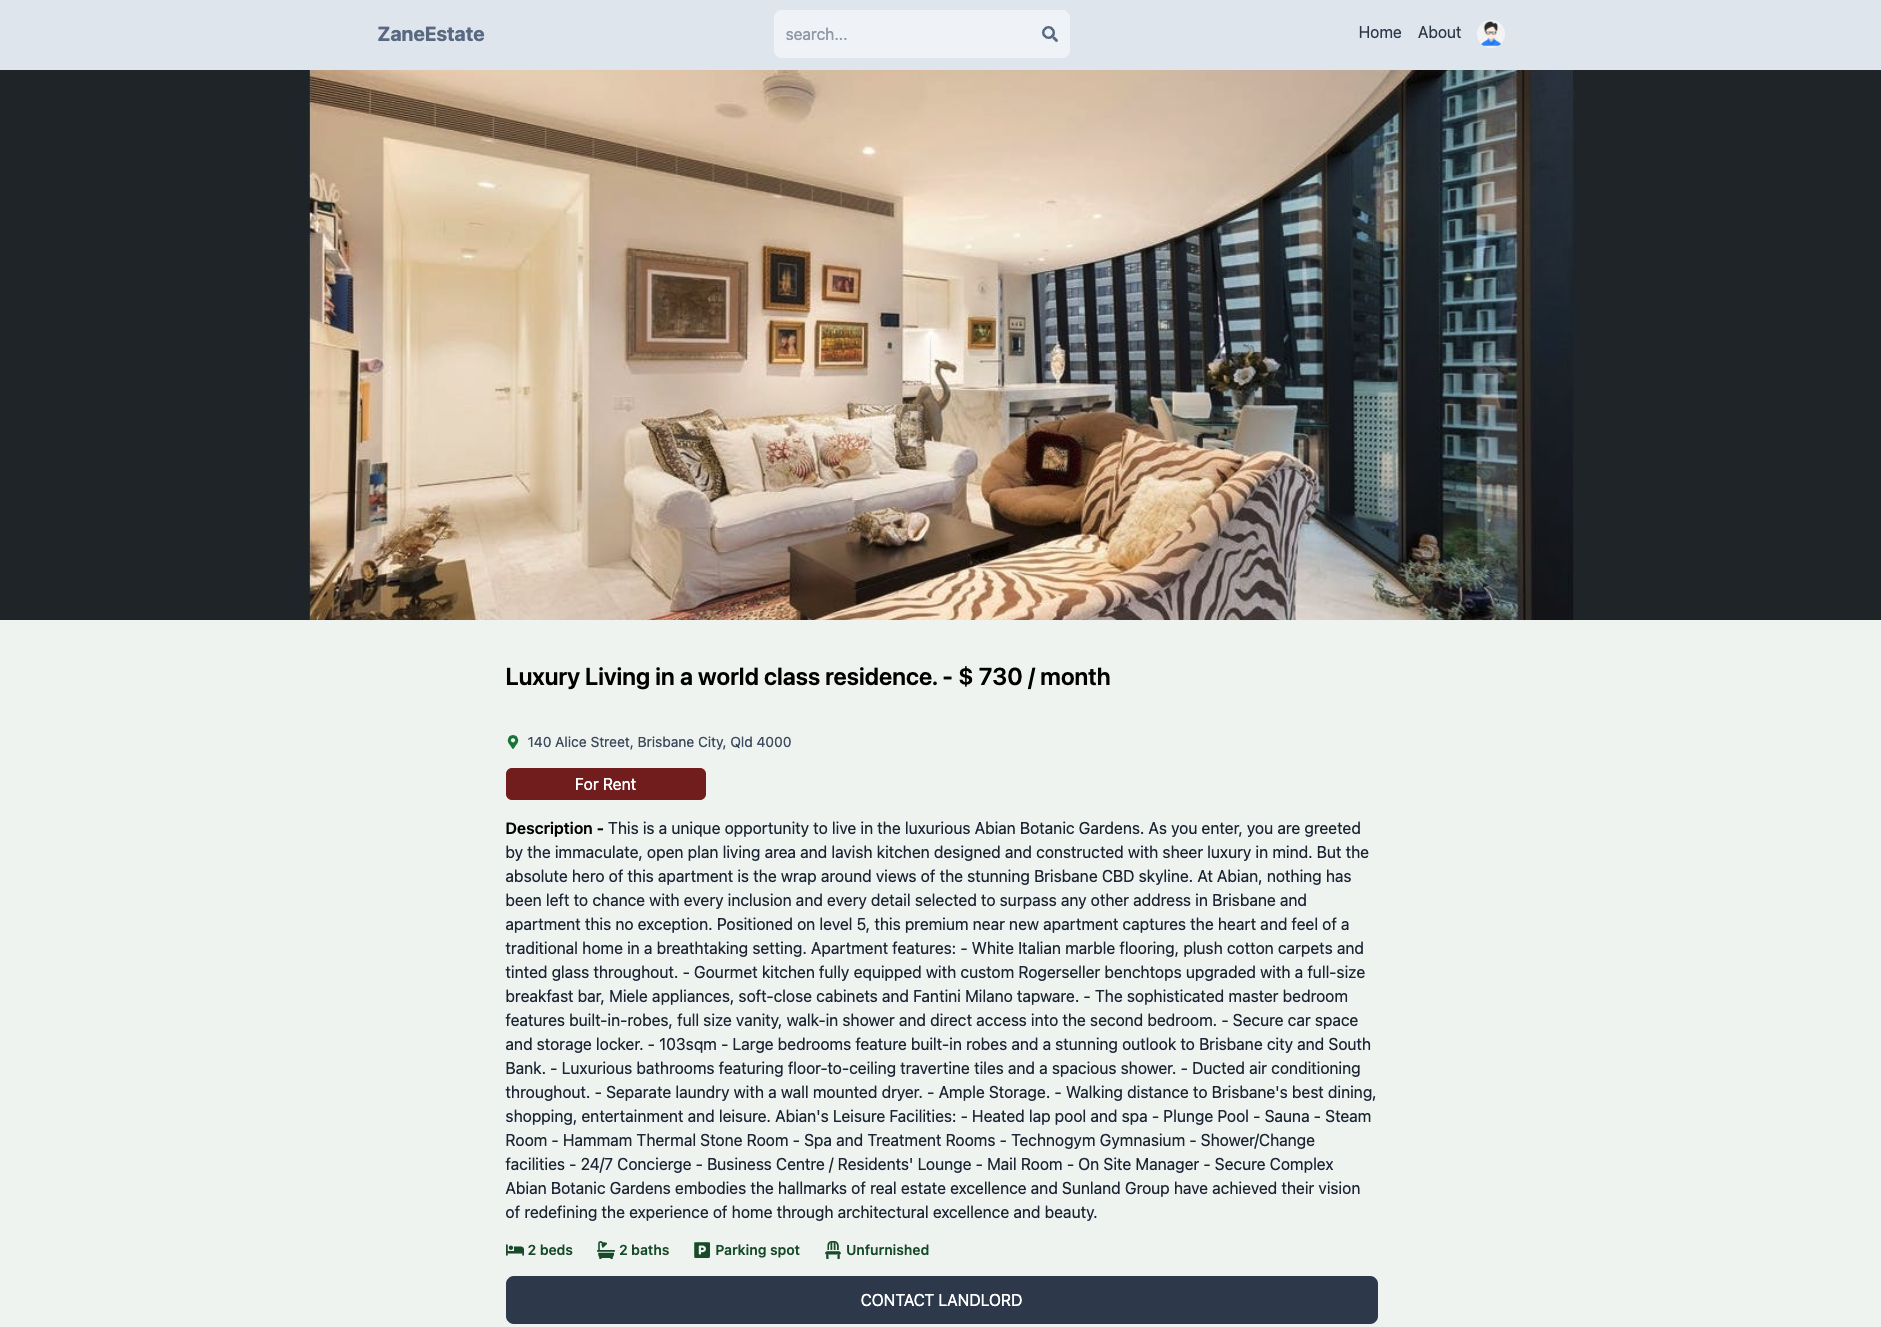 ZaneEstate
search...
Home
About
Luxury Living in a world class residence. - $ 730 / month
140 Alice Street, Brisbane City, Qld 4000
For Rent
Description - This is a unique opportunity to live in the luxurious Abian Botanic Gardens. As you enter, you are greeted
by the immaculate, open plan living area and lavish kitchen designed and constructed with sheer luxury in mind. But the
absolute hero of this apartment is the wrap around views of the stunning Brisbane CBD skyline. At Abian, nothing has
been left to chance with every inclusion and every detail selected to surpass any other address in Brisbane and
apartment this no exception. Positioned on level 5, this premium near new apartment captures the heart and feel of a
traditional home in a breathtaking setting. Apartment features: - White Italian marble flooring, plush cotton carpets and
tinted glass throughout. - Gourmet kitchen fully equipped with custom Rogerseller benchtops upgraded with a full-size
breakfast bar, Miele appliances, soft-close cabinets and Fantini Milano tapware. - The sophisticated master bedroom
features built-in-robes, full size vanity, walk-in shower and direct access into the second bedroom. - Secure car space
and storage locker. - 103sqm - Large bedrooms feature built-in robes and a stunning outlook to Brisbane city and South
Bank. - Luxurious bathrooms featuring floor-to-ceiling travertine tiles and a spacious shower. - Ducted air conditioning
throughout. - Separate laundry with a wall mounted dryer. - Ample Storage. - Walking distance to Brisbane's best dining,
shopping, entertainment and leisure. Abian's Leisure Facilities: - Heated lap pool and spa - Plunge Pool - Sauna - Steam
Room - Hammam Thermal Stone Room - Spa and Treatment Rooms - Technogym Gymnasium - Shower/Change
facilities - 24/7 Concierge - Business Centre / Residents' Lounge - Mail Room - On Site Manager - Secure Complex
Abian Botanic Gardens embodies the hallmarks of real estate excellence and Sunland Group have achieved their vision
of redefining the experience of home through architectural excellence and beauty.
2 beds
2 baths
P
Parking spot
Unfurnished
CONTACT LANDLORD